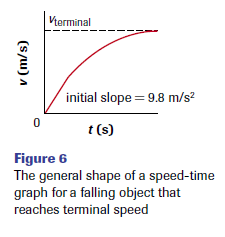 vterminal
v (m/s)
initial slope = 9.8 m/s²
0
t (s)
Figure 6
The general shape of a speed-time
graph for a falling object that
reaches terminal speed